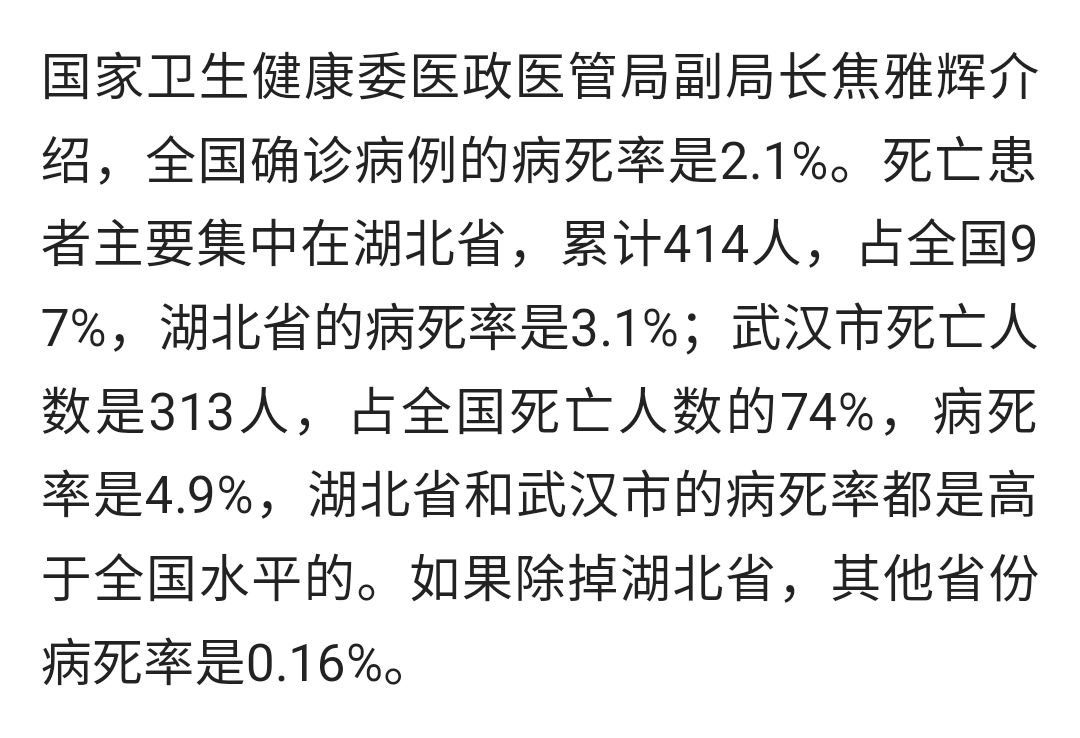 国家卫生健康委医政医管局副局长焦雅辉介
绍，全国确诊病例的病死率是2.1%。死亡患
者主要集中在湖北省，累计414人，占全国9
7%，湖北省的病死率是3.1%；武汉市死亡人
数是313人，占全国死亡人数的74%，病死
率是4.9%，湖北省和武汉市的病死率都是高
于全国水平的。如果除掉湖北省，其他省份
病死率是0.16%。